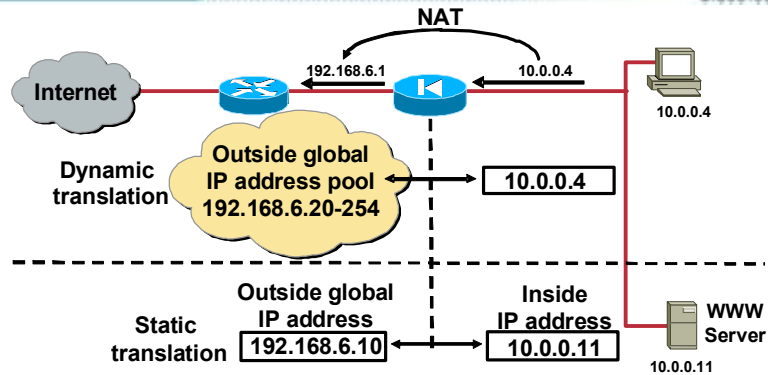 NAT
192.168.6.1
10.0.0.4
Internet
10.0.0.4
Dynamic
translation
Outside global
IP address pool
192.168.6.20-254
10.0.0.4
Static
translation
Outside global
IP address
192.168.6.10
Inside
IP address
10.0.0.11
WWW
Server
10.0.0.11